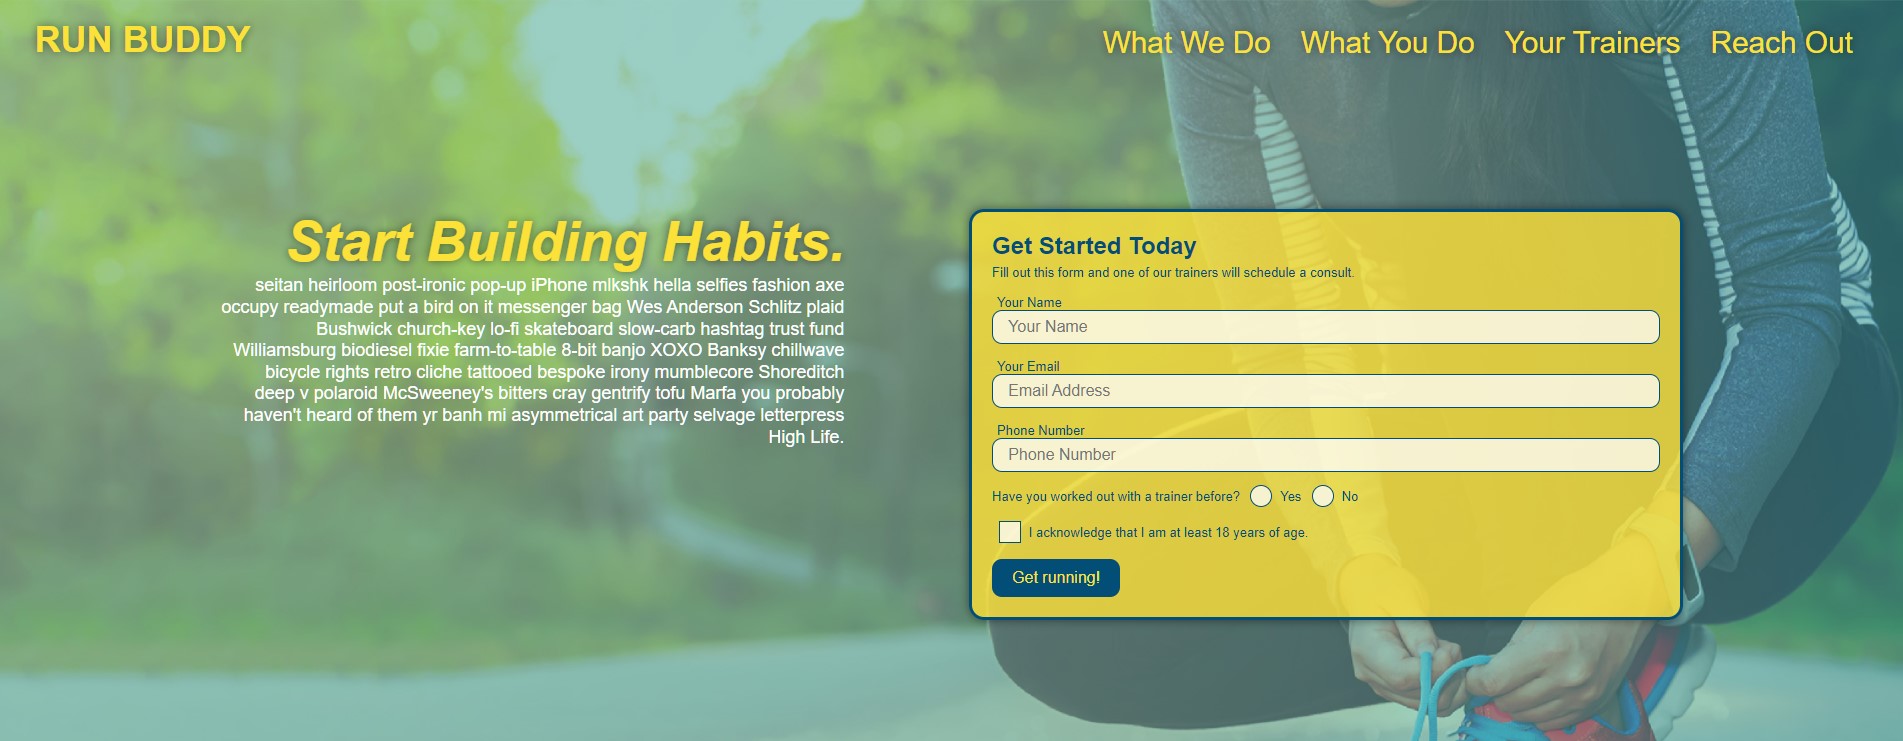 RUN BUDDY
What We Do What You Do Your Trainers Reach Out
Start Building Habits.
seitan heirloom post-ironic pop-up iPhone mlkshk hella selfies fashion axe
occupy readymade put a bird on it messenger bag Wes Anderson Schlitz plaid
Bushwick church-key lo-fi skateboard slow-carb hashtag trust fund
Williamsburg biodiesel fixie farm-to-table 8-bit banjo XOXO Banksy chillwave
bicycle rights retro cliche tattooed bespoke irony mumblecore Shoreditch
deep v polaroid McSweeney's bitters cray gentrify tofu Marfa you probably
haven't heard of them yr banh mi asymmetrical art party selvage letterpress
High Life.
Get Started Today
Fill out this form and one of our trainers will schedule a consult.
Your Name
Your Name
Your Email
Email Address
Phone Number
Phone Number
Have you worked out with a trainer before? Yes No
I acknowledge that I am at least 18 years of age.
Get running!